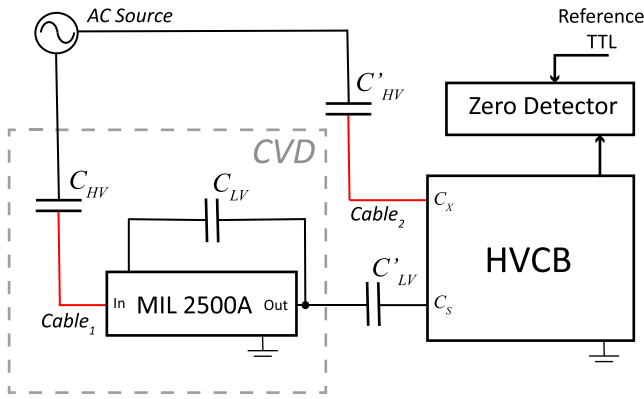 AC Source
Reference
TTL
C'HV
Zero Detector
CVD
CHV
CLV
Cable2
CX
HVCB
C'LV
In
MIL 2500A
Out
CS
Cable1